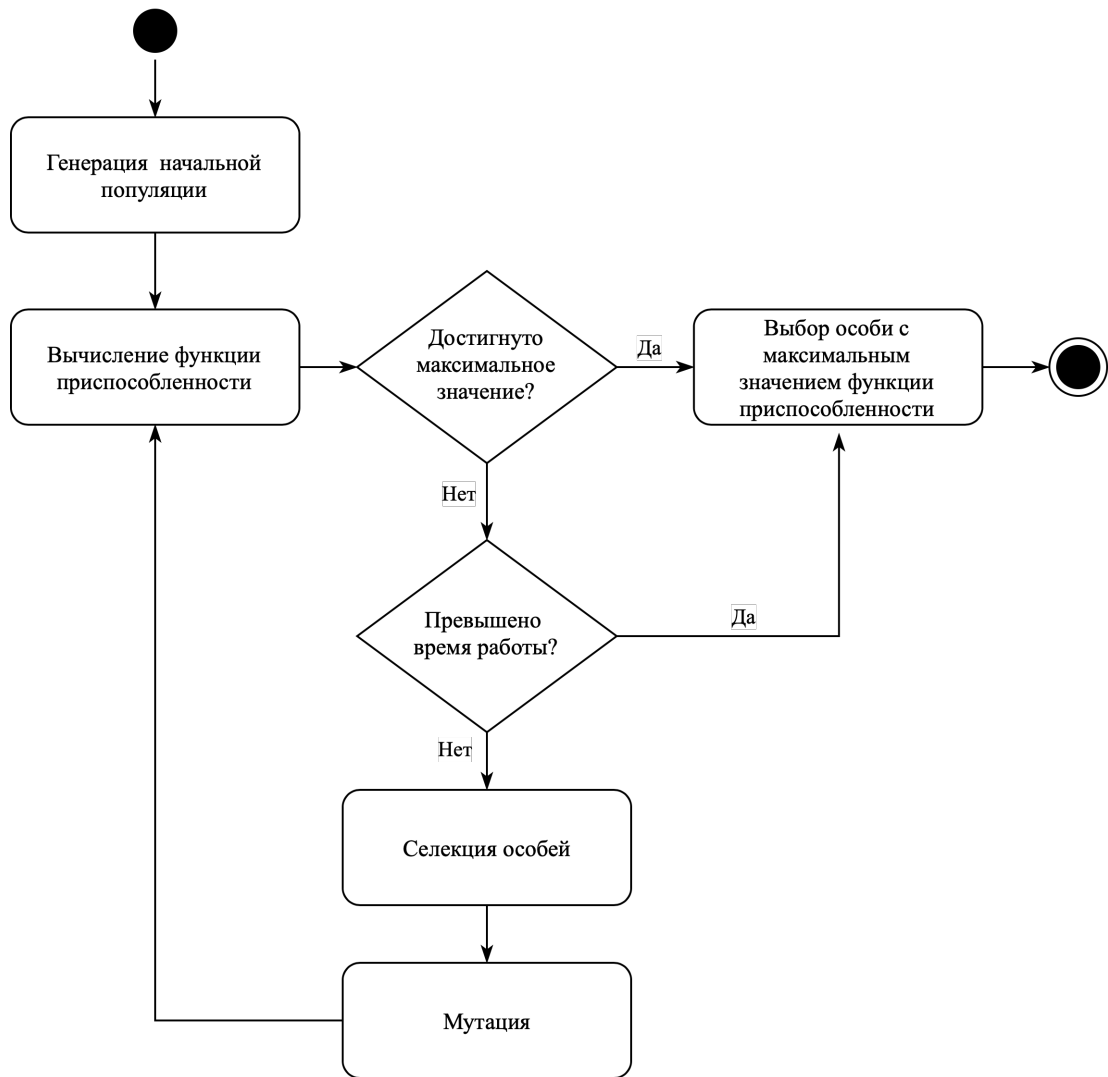 Генерация начальной
популяции
Вычисление функции
приспособленности
Достигнуто
максимальное
значение?
Да
Выбор особи с
максимальным
значением функции
приспособленности
Нет
Превышено
время работы?
Да
Нет
Селекция особей
Мутация